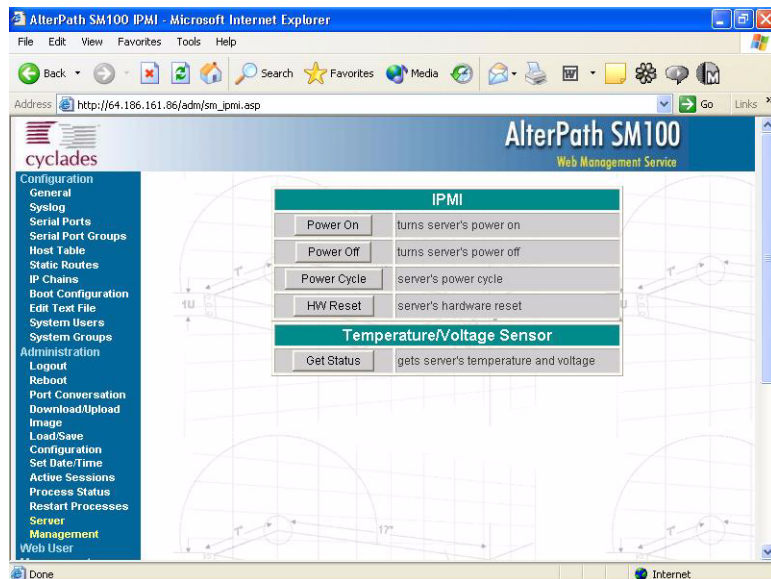 AlterPath SM100 IPMI - Microsoft Internet Explorer
File Edit View Favorites Tools Help
Back Search Favorites Media
Address http://64.186.161.86/adm/sm_ipmi.asp Go Links
cyclades
AlterPath SM100
Web Management Service
Configuration
General
Syslog
Serial Ports
Serial Port Groups
Host Table
Static Routes
IP Chains
Boot Configuration
Edit Text File
System Users
System Groups
Administration
Logout
Reboot
Port Conversation
Download/Upload
Image
Load/Save
Configuration
Set Date/Time
Active Sessions
Process Status
Restart Processes
Server
Management
Web User
IPMI
Power On turns server's power on
Power Off turns server's power off
Power Cycle server's power cycle
HW Reset server's hardware reset
Temperature/Voltage Sensor
Get Status gets server's temperature and voltage
1U
17"
Done Internet